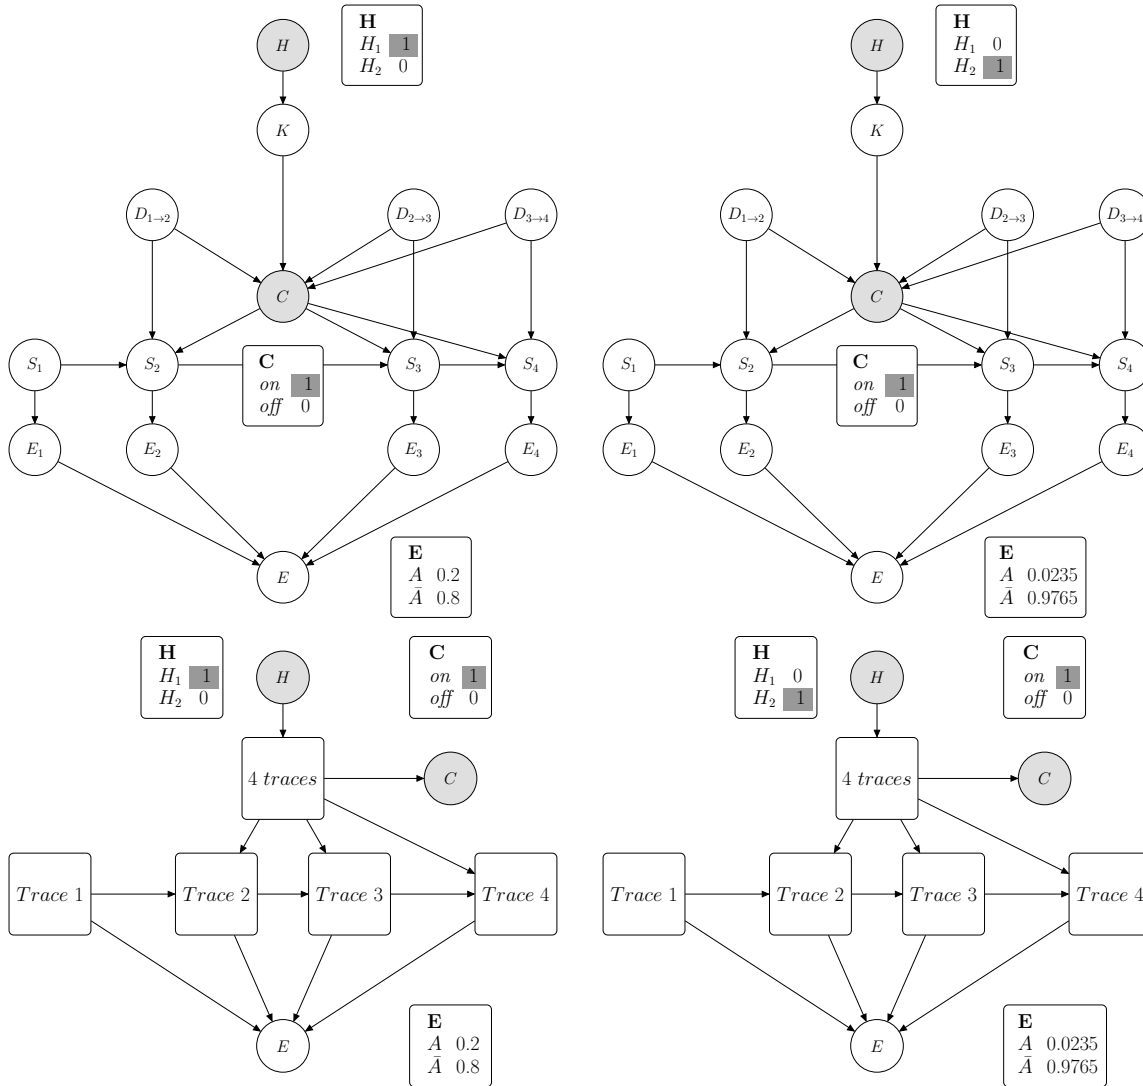 H
H
H₁ 1
H₂ 0
H
H
H₁ 0
H₂ 1
K
K
D₁→₂
D₂→₃
D₃→₄
D₁→₂
D₂→₃
D₃→₄
C
C
S₁
S₂
C
on 1
off 0
S₃
S₄
S₁
S₂
C
on 1
off 0
S₃
S₄
E₁
E₂
E₃
E₄
E₁
E₂
E₃
E₄
E
E
A 0.2
Ā 0.8
E
E
A 0.0235
Ā 0.9765
H
H₁ 1
H₂ 0
H
C
on 1
off 0
H
H₁ 0
H₂ 1
H
C
on 1
off 0
4 traces
C
4 traces
C
Trace 1
Trace 2
Trace 3
Trace 4
Trace 1
Trace 2
Trace 3
Trace 4
E
E
A 0.2
Ā 0.8
E
E
A 0.0235
Ā 0.9765